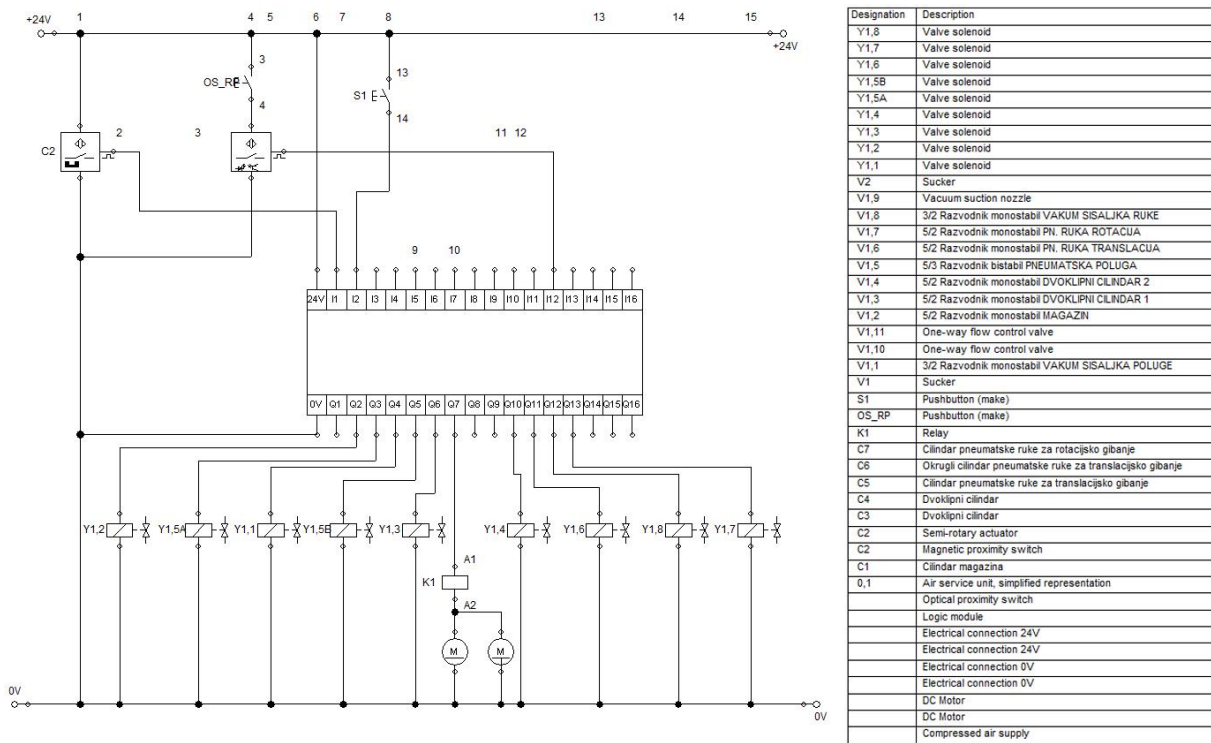 1 4 5 6 7 8 13 14 15
+24V
+24V
3
OS_RP
4
13
S1
14
C2
2
3
11 12
9 10
24V I1 I2 I3 I4 I5 I6 I7 I8 I9 I10 I11 I12 I13 I14 I15 I16
0V Q1 Q2 Q3 Q4 Q5 Q6 Q7 Q8 Q9 Q10 Q11 Q12 Q13 Q14 Q15 Q16
Y1,2 Y1,5A Y1,1 Y1,5B Y1,3 Y1,4 Y1,6 Y1,8 Y1,7
A1
K1
A2
M M
0V
0V
Designation Description
Y1,8 Valve solenoid
Y1,7 Valve solenoid
Y1,6 Valve solenoid
Y1,5B Valve solenoid
Y1,5A Valve solenoid
Y1,4 Valve solenoid
Y1,3 Valve solenoid
Y1,2 Valve solenoid
Y1,1 Valve solenoid
V2 Sucker
V1,9 Vacuum suction nozzle
V1,8 3/2 Razvodnik monostabil VAKUM SISALJKA RUKE
V1,7 5/2 Razvodnik monostabil PN. RUKA ROTACIJA
V1,6 5/2 Razvodnik monostabil PN. RUKA TRANSLACIJA
V1,5 5/3 Razvodnik bistabil PNEUMATSKA POLUGA
V1,4 5/2 Razvodnik monostabil DVOKLIPNI CILINDAR 2
V1,3 5/2 Razvodnik monostabil DVOKLIPNI CILINDAR 1
V1,2 5/2 Razvodnik monostabil MAGAZIN
V1,11 One-way flow control valve
V1,10 One-way flow control valve
V1,1 3/2 Razvodnik monostabil VAKUM SISALJKA POLUGE
V1 Sucker
S1 Pushbutton (make)
OS_RP Pushbutton (make)
K1 Relay
C7 Cilindar pneumatske ruke za rotacijsko gibanje
C6 Okrugli cilindar pneumatske ruke za translacijsko gibanje
C5 Cilindar pneumatske ruke za translacijsko gibanje
C4 Dvoklipni cilindar
C3 Dvoklipni cilindar
C2 Semi-rotary actuator
C2 Magnetic proximity switch
C1 Cilindar magazina
0,1 Air service unit, simplified representation
Optical proximity switch
Logic module
Electrical connection 24V
Electrical connection 24V
Electrical connection 0V
Electrical connection 0V
DC Motor
DC Motor
Compressed air supply